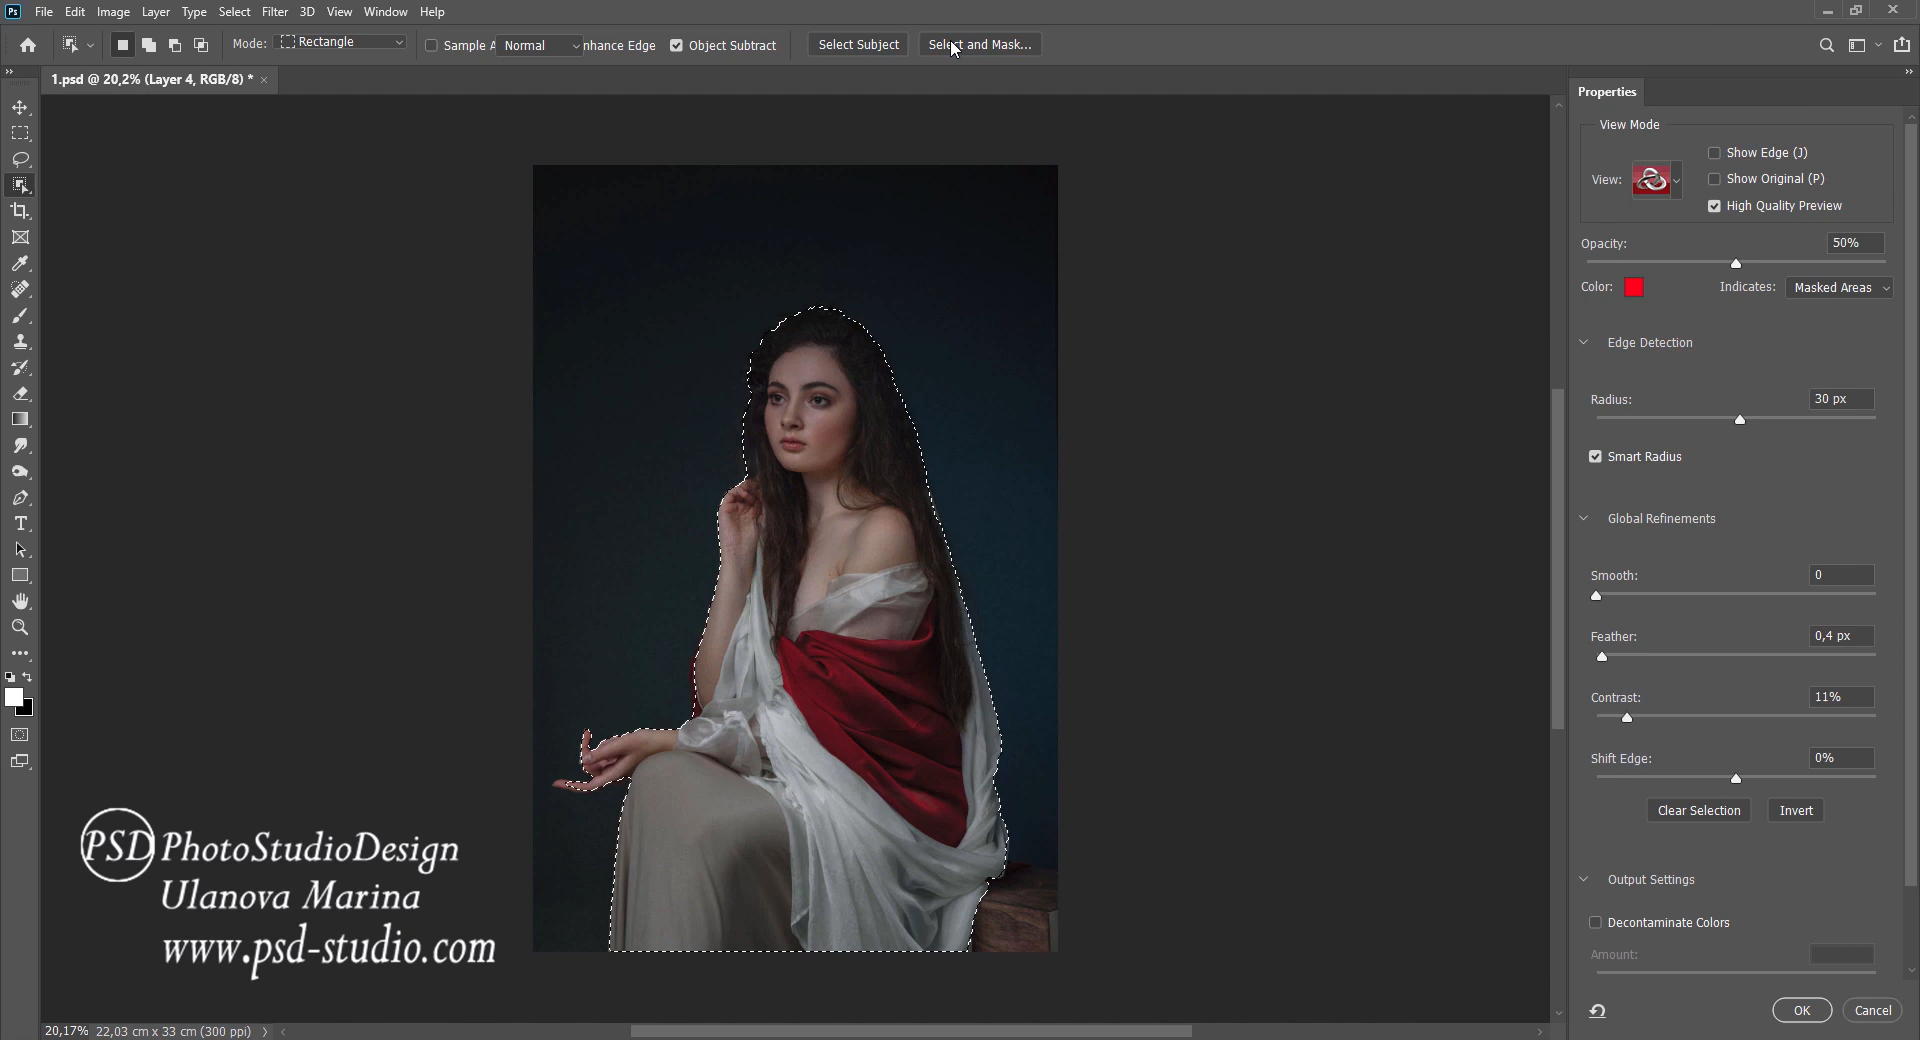 Ps File Edit Image Layer Type Select Filter 3D View Window Help
Mode: Rectangle Sample A Normal nhance Edge Object Subtract Select Subject Select and Mask...
1.psd @ 20,2% (Layer 4, RGB/8) *
Properties
View Mode
Show Edge (J)
View:
Show Original (P)
High Quality Preview
Opacity: 50%
Color: Indicates: Masked Areas
Edge Detection
Radius: 30 px
Smart Radius
Global Refinements
Smooth: 0
Feather: 0,4 px
Contrast: 11%
Shift Edge: 0%
Clear Selection Invert
Output Settings
Decontaminate Colors
Amount:
OK Cancel
PSD PhotoStudioDesign
Ulanova Marina
www.psd-studio.com
20,17% 22,03 cm x 33 cm (300 ppi)